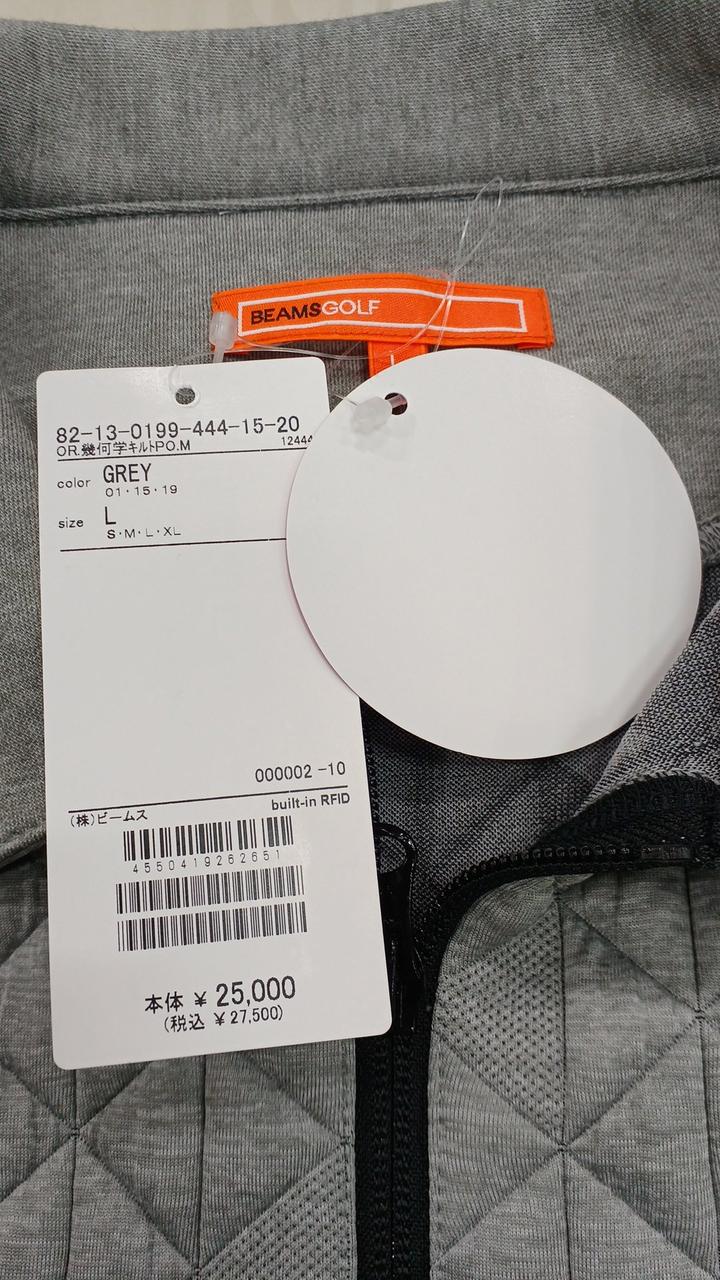 BEAMSGOLF
L
82-13-0199-444-15-20
OR.幾何学キルトPO.M 12444
color GREY
01・15・19
size L
S・M・L・XL
000002 -10
(株)ビームス built-in RFID
4550419262651
本体 ¥ 25,000
(税込 ¥ 27,500)